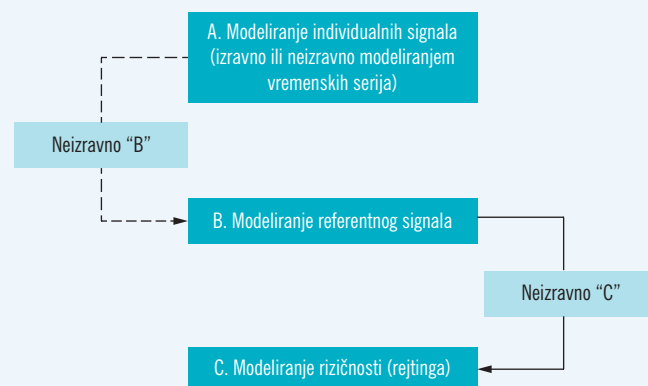 A. Modeliranje individualnih signala
(izravno ili neizravno modeliranjem
vremenskih serija)
Neizravno “B”
B. Modeliranje referentnog signala
Neizravno “C”
C. Modeliranje rizičnosti (rejtinga)